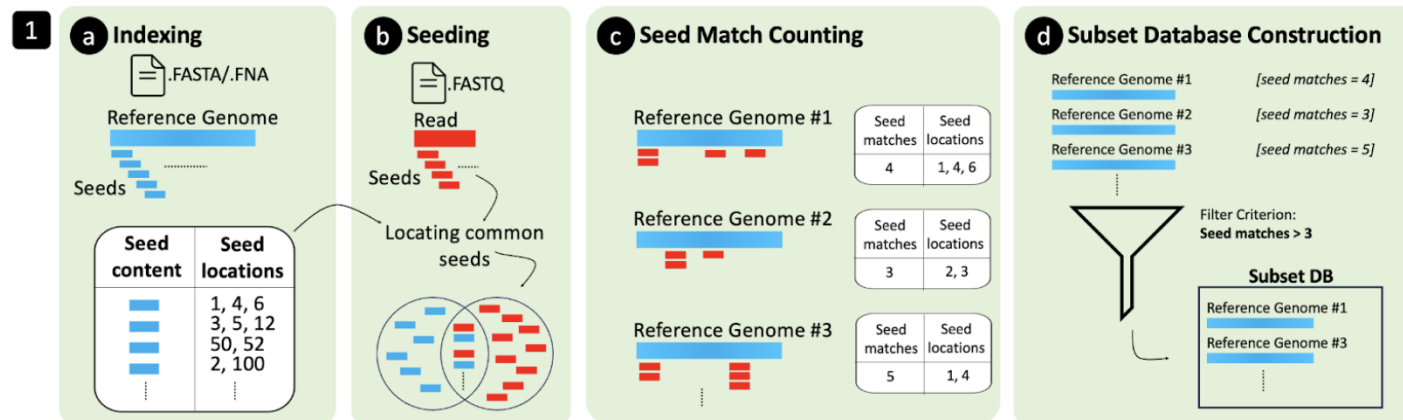 1
a Indexing
.FASTA/.FNA
Reference Genome
Seeds
Seed content
Seed locations
1, 4, 6
3, 5, 12
50, 52
2, 100
b Seeding
.FASTQ
Read
Seeds
Locating common
seeds
c Seed Match Counting
Reference Genome #1
Seed matches
Seed locations
4
1, 4, 6
Reference Genome #2
Seed matches
Seed locations
3
2, 3
Reference Genome #3
Seed matches
Seed locations
5
1, 4
d Subset Database Construction
Reference Genome #1 [seed matches = 4]
Reference Genome #2 [seed matches = 3]
Reference Genome #3 [seed matches = 5]
Filter Criterion:
Seed matches > 3
Subset DB
Reference Genome #1
Reference Genome #3